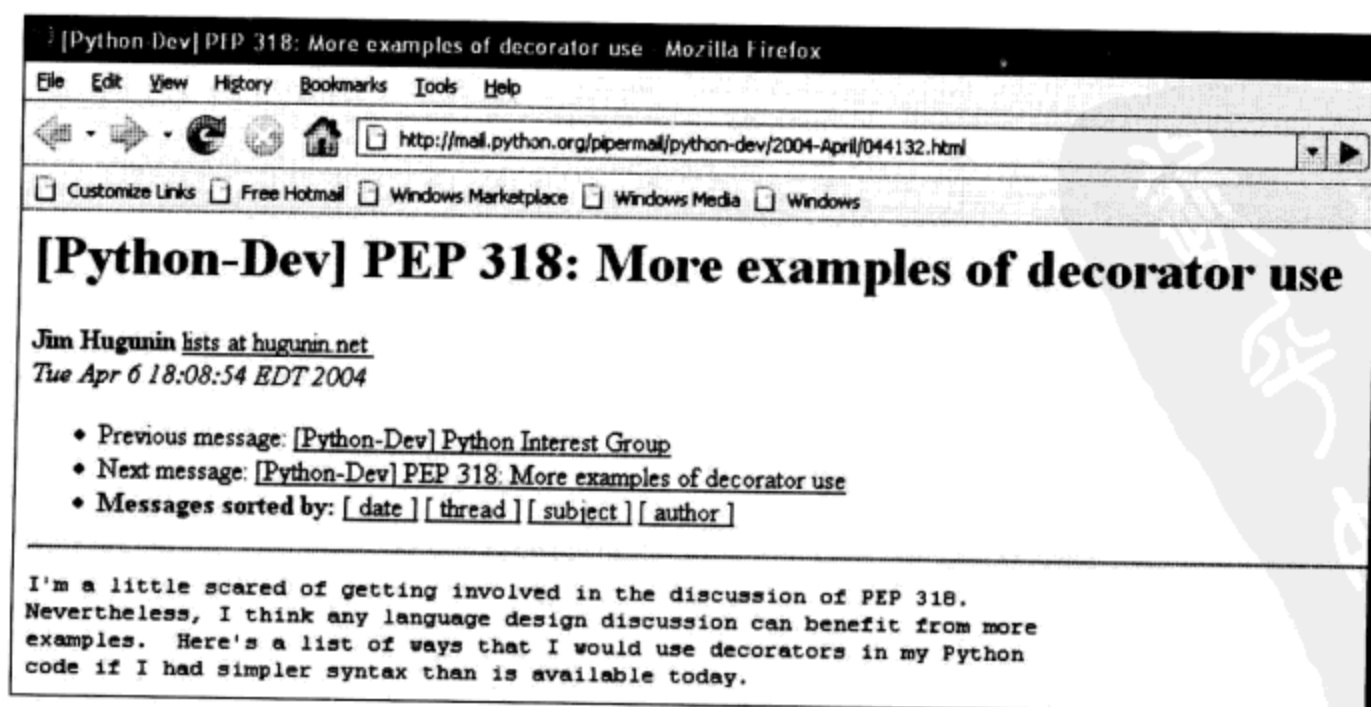 [Python-Dev] PEP 318: More examples of decorator use - Mozilla Firefox
File Edit View History Bookmarks Tools Help
http://mail.python.org/pipermail/python-dev/2004-April/044132.html
Customize Links Free Hotmail Windows Marketplace Windows Media Windows
[Python-Dev] PEP 318: More examples of decorator use
Jim Hugunin lists at hugunin.net
Tue Apr 6 18:08:54 EDT 2004
• Previous message: [Python-Dev] Python Interest Group
• Next message: [Python-Dev] PEP 318: More examples of decorator use
• Messages sorted by: [ date ] [ thread ] [ subject ] [ author ]
I'm a little scared of getting involved in the discussion of PEP 318.
Nevertheless, I think any language design discussion can benefit from more
examples. Here's a list of ways that I would use decorators in my Python
code if I had simpler syntax than is available today.